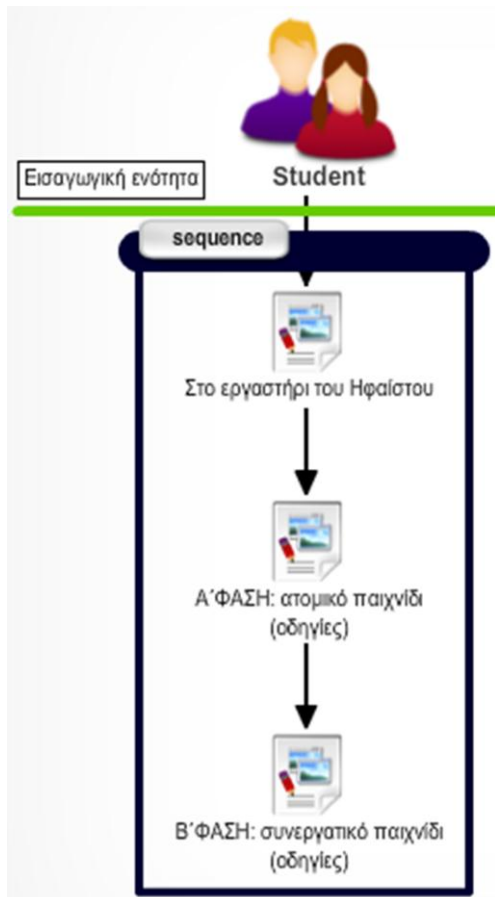 Εισαγωγική ενότητα
Student
sequence
Στο εργαστήρι του Ηφαίστου
Α΄ΦΑΣΗ: ατομικό παιχνίδι
(οδηγίες)
Β΄ΦΑΣΗ: συνεργατικό παιχνίδι
(οδηγίες)